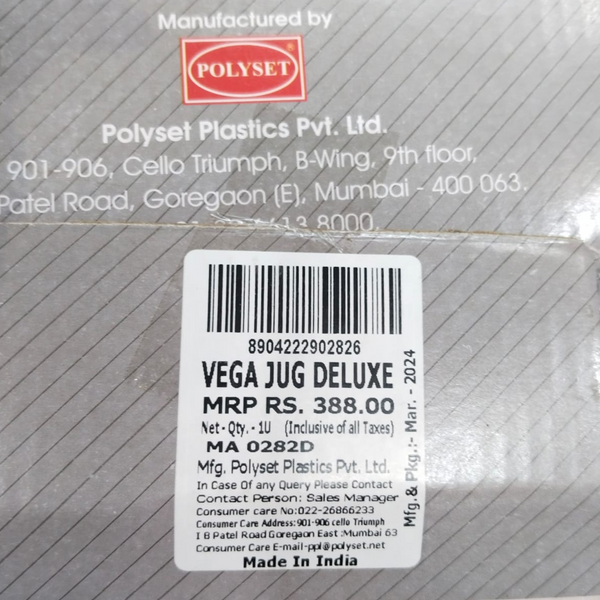 Manufactured by
POLYSET®
Polyset Plastics Pvt. Ltd.
901-906, Cello Triumph, B-Wing, 9th floor,
Patel Road, Goregaon (E), Mumbai - 400 063.
8000.
8904222902826
VEGA JUG DELUXE
MRP RS. 388.00
Net-Qty. - 1U (Inclusive of all Taxes)
MA 0282D
Mfg. Polyset Plastics Pvt. Ltd.
In Case Of any Query Please Contact
Contact Person: Sales Manager
Consumer care No:022-26866233
Consumer Care Address:901-906 cello Triumph
I B Patel Road Goregaon East :Mumbai 63
Consumer Care E-mail-ppl@polyset.net
Made In India
Mfg.& Pkg.:- Mar. - 2024